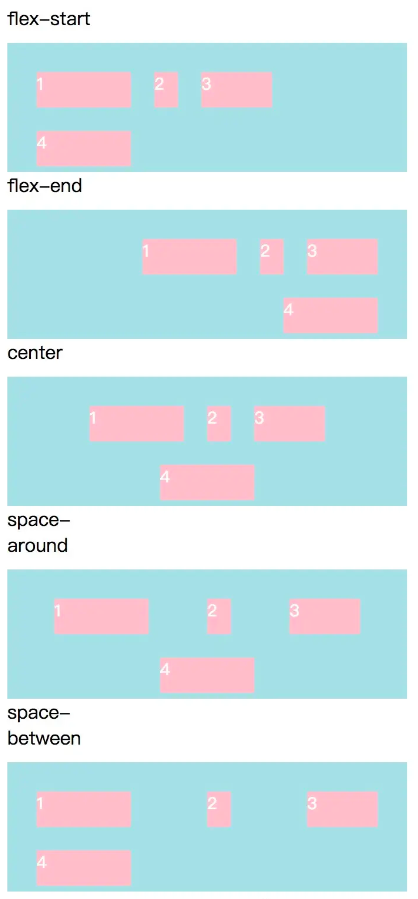 flex-start
1 2 3
4
flex-end
1 2 3
4
center
1 2 3
4
space-
around
1 2 3
4
space-
between
1 2 3
4